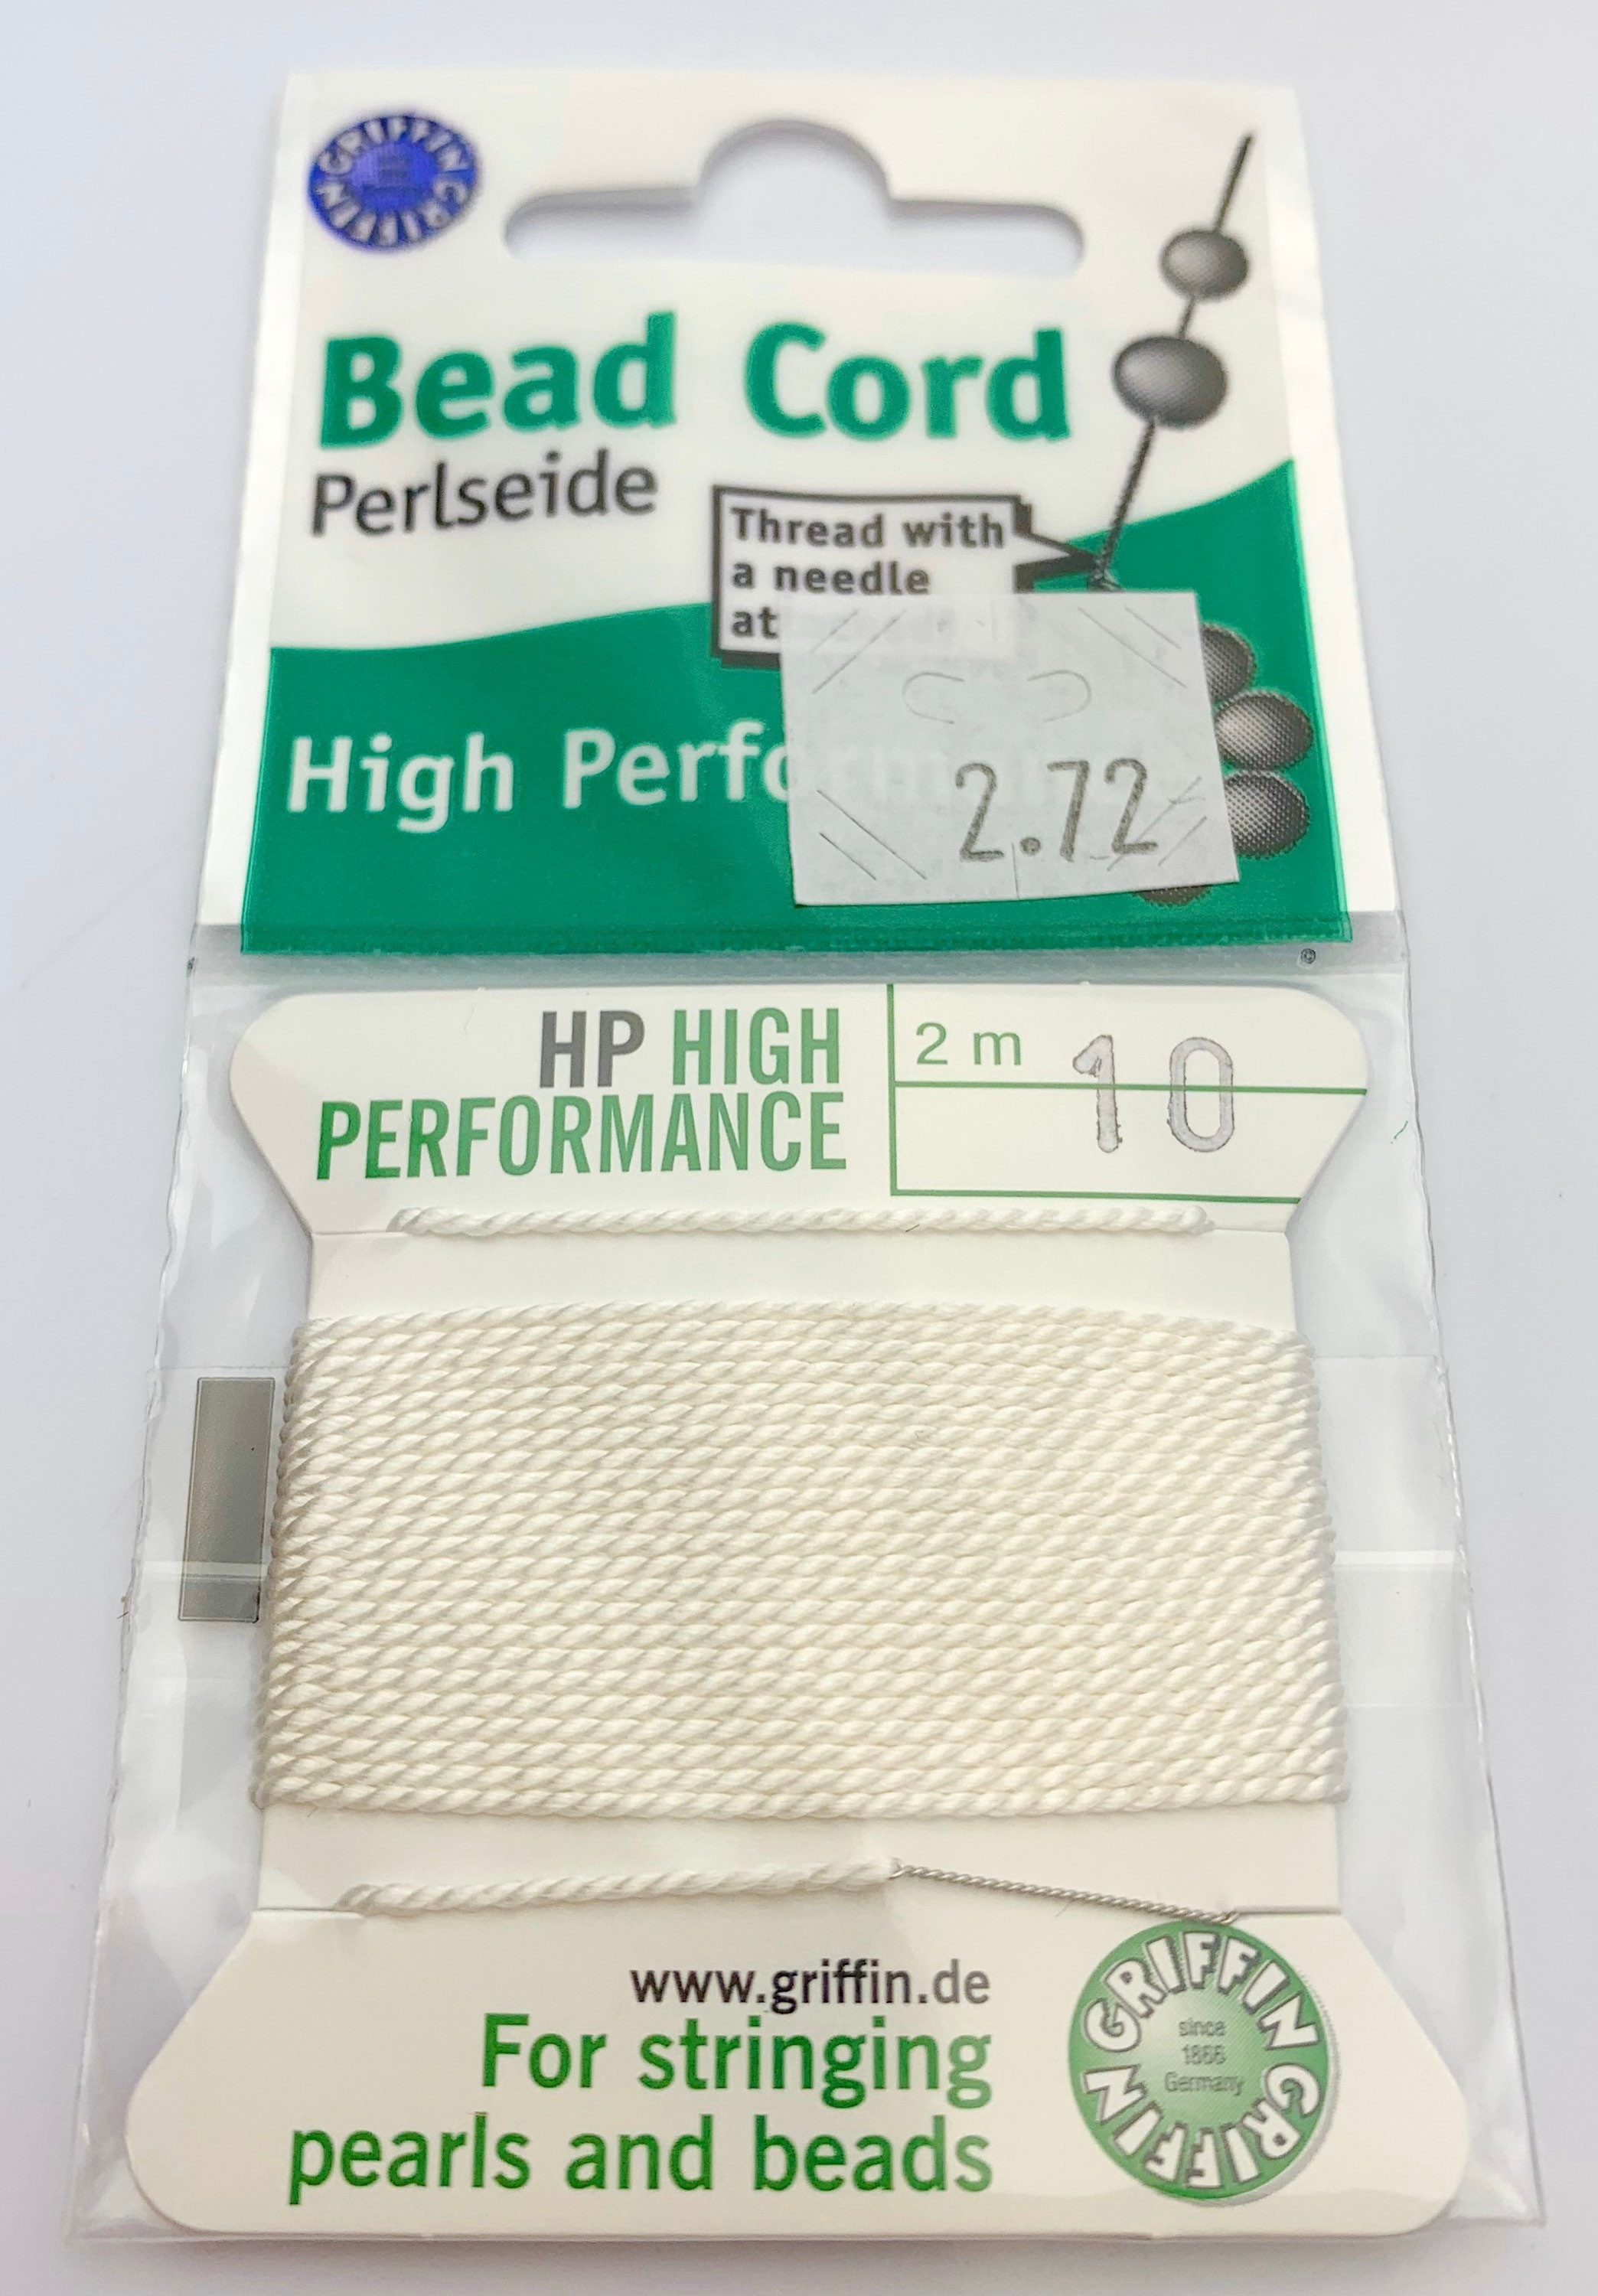 GRIFFIN GRIFFIN
Bead Cord
Perlseide
Thread with
a needle
at
High Performance
2.72
HP HIGH
PERFORMANCE
2 m
10
www.griffin.de
For stringing
pearls and beads
GRIFFIN GRIFFIN
since
1866
Germany